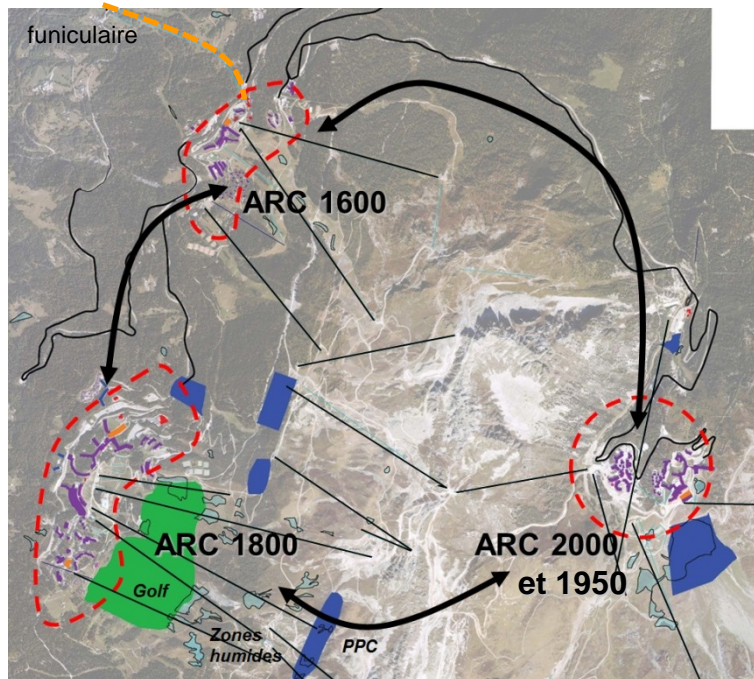 funiculaire
ARC 1600
ARC 1800
ARC 2000
et 1950
Golf
Zones
humides
PPC